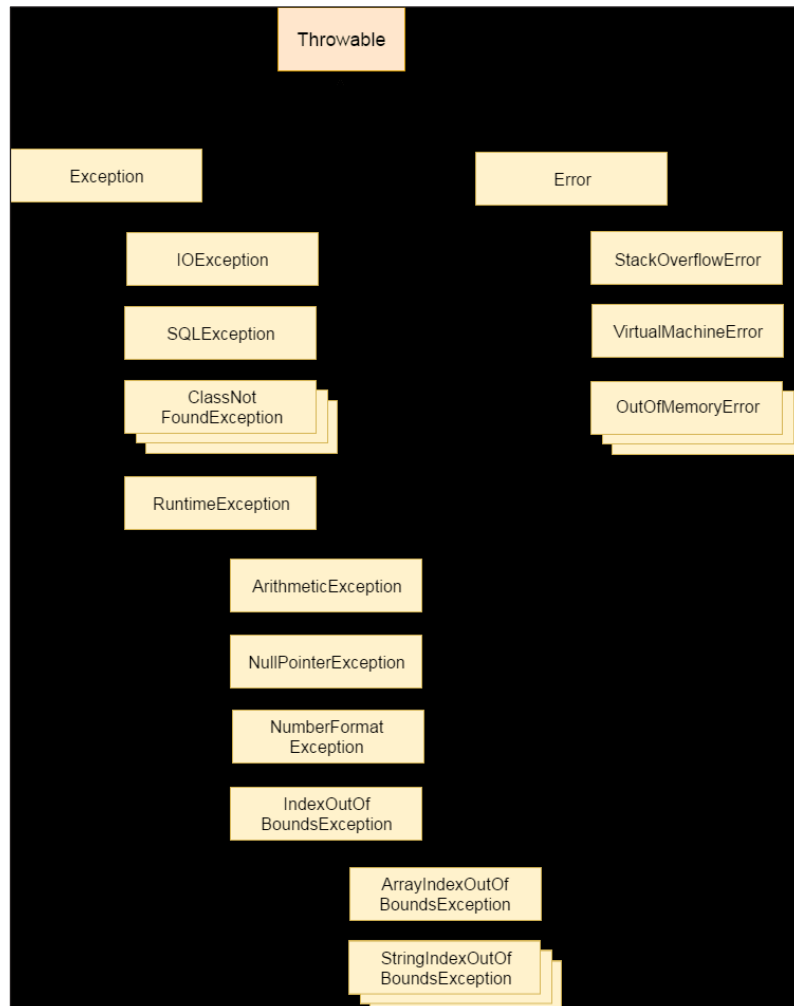 Throwable
Exception
Error
IOException
StackOverflowError
SQLException
VirtualMachineError
ClassNot
FoundException
OutOfMemoryError
RuntimeException
ArithmeticException
NullPointerException
NumberFormat
Exception
IndexOutOf
BoundsException
ArrayIndexOutOf
BoundsException
StringIndexOutOf
BoundsException